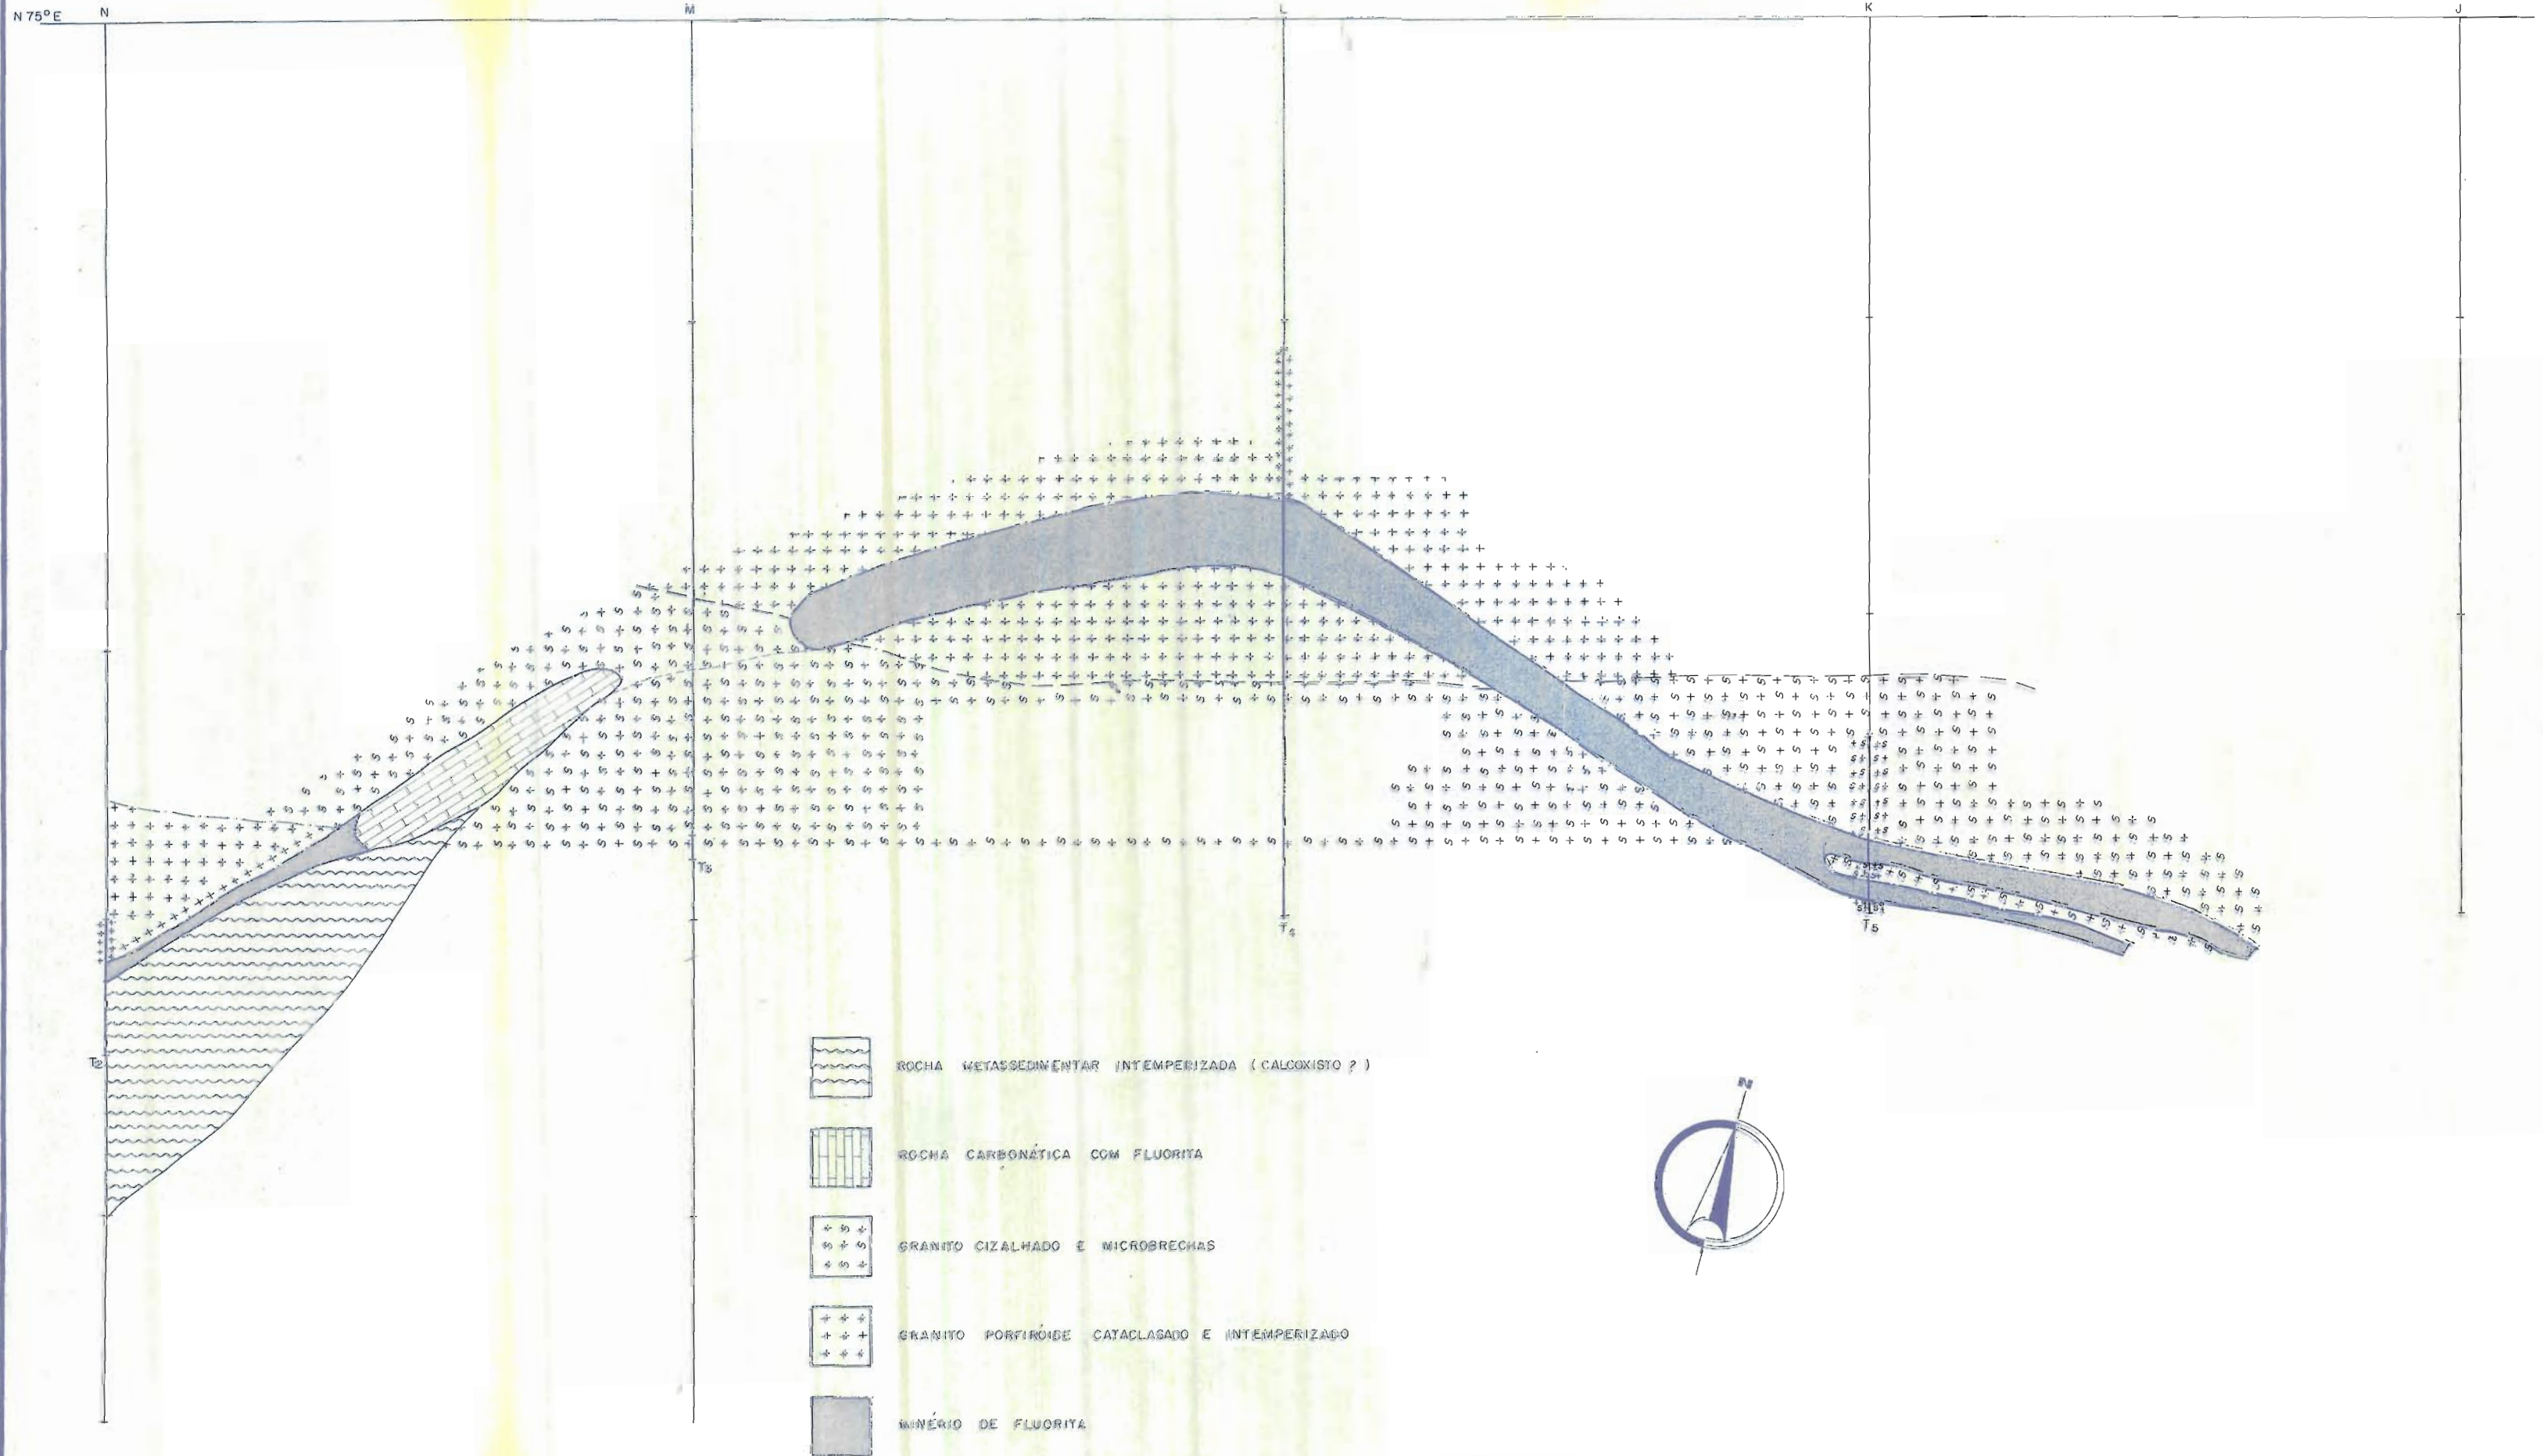 N 75° E N M L K J
T3
T4
T5
T2
ROCHA METASSEDIMENTAR INTEMPERIZADA ( CALCOXISTO ? )
ROCHA CARBONÁTICA COM FLUORITA
GRANITO CIZALHADO E MICROBRECHAS
GRANITO PORFIRÓIDE CATACLASADO E INTEMPERIZADO
MINÉRIO DE FLUORITA
N